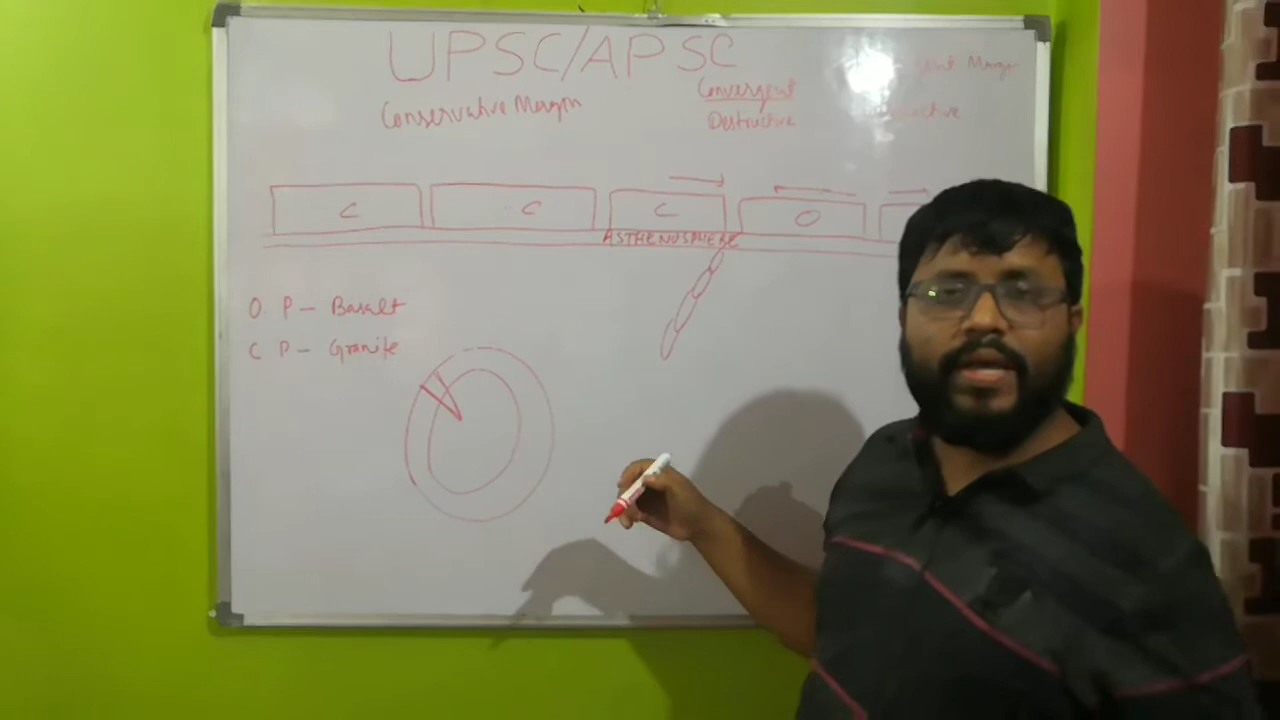 UPSC/APSC
Conservative Margin
Convergent
Destructive
C C C O
ASTHENOSPHERE
O P - Basalt
C P - Granite